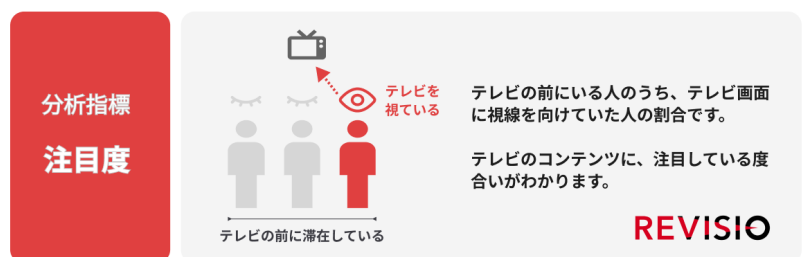 分析指標
注目度
テレビを
視ている
テレビの前に滞在している
テレビの前にいる人のうち、テレビ画面
に視線を向けていた人の割合です。
テレビのコンテンツに、注目している度
合いがわかります。
REVISIO